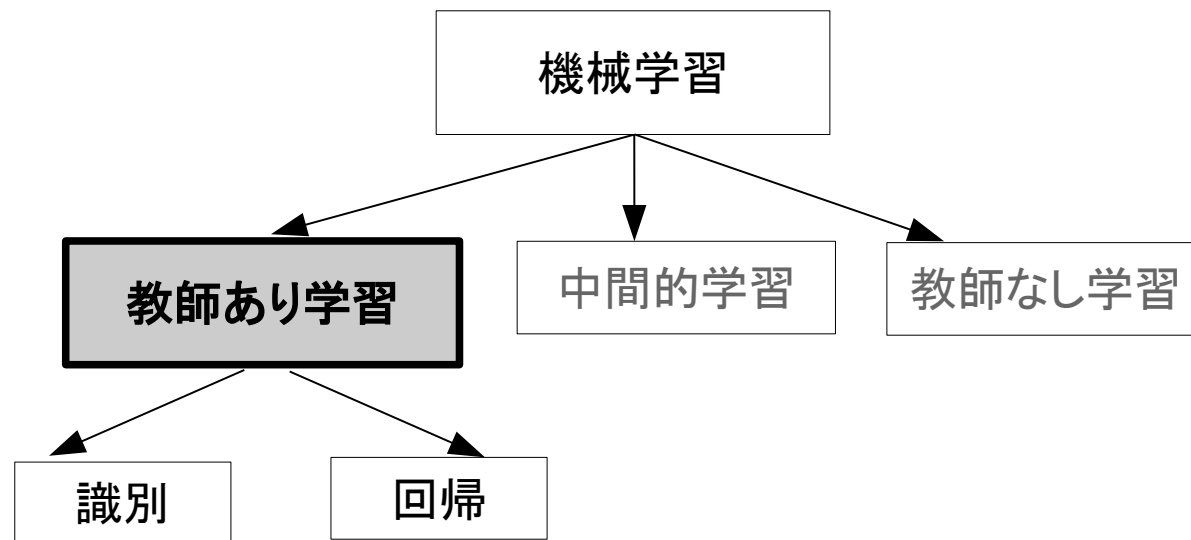 機械学習
教師あり学習
中間的学習
教師なし学習
識別
回帰